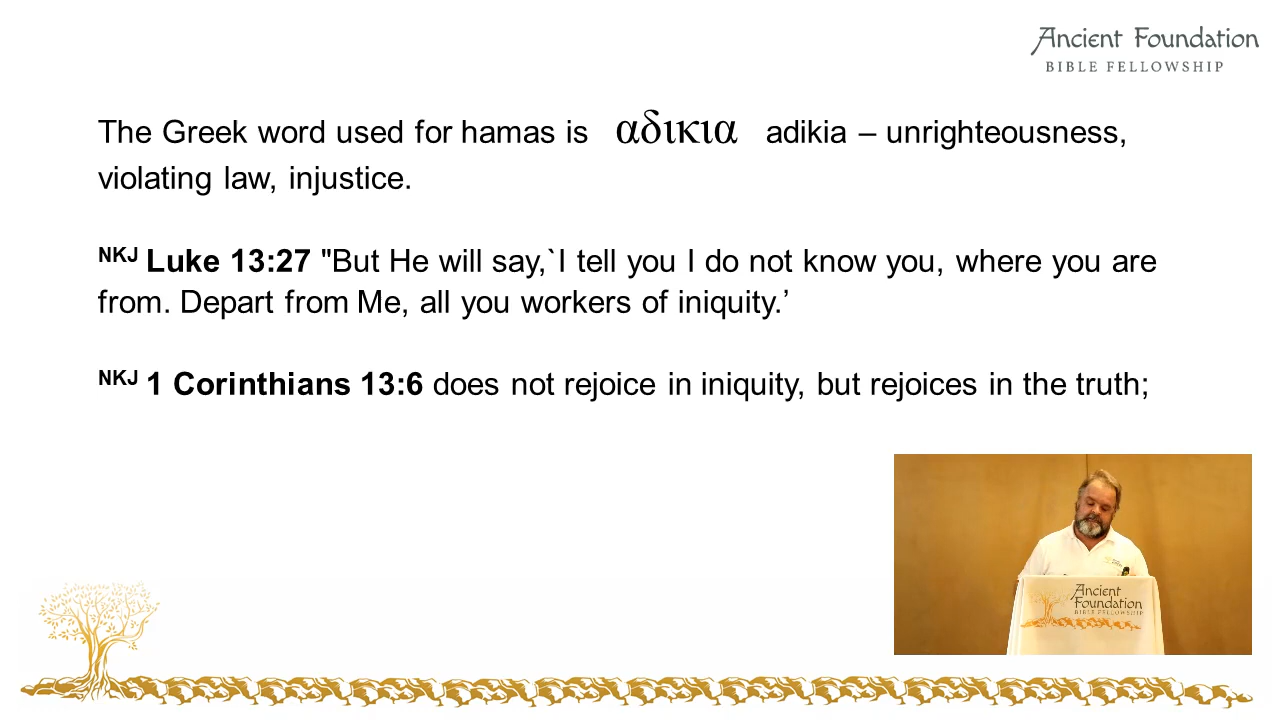 Ancient Foundation
BIBLE FELLOWSHIP
The Greek word used for hamas is αδικια adikia – unrighteousness,
violating law, injustice.
NKJ Luke 13:27 "But He will say,`I tell you I do not know you, where you are
from. Depart from Me, all you workers of iniquity.’
NKJ 1 Corinthians 13:6 does not rejoice in iniquity, but rejoices in the truth;
Ancient
Foundation
BIBLE FELLOWSHIP